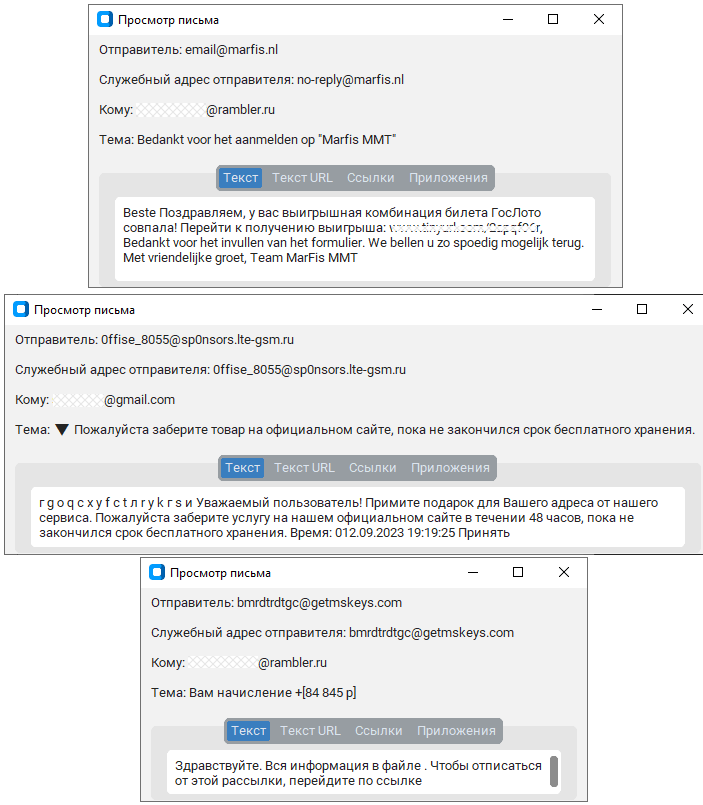 Просмотр письма
Отправитель: email@marfis.nl
Служебный адрес отправителя: no-reply@marfis.nl
Кому: @rambler.ru
Тема: Bedankt voor het aanmelden op "Marfis MMT"
Текст Текст URL Ссылки Приложения
Beste Поздравляем, у вас выигрышная комбинация билета ГосЛото
совпала! Перейти к получению выигрыша:
Bedankt voor het invullen van het formulier. We bellen u zo spoedig mogelijk terug.
Met vriendelijke groet, Team MarFis MMT
Просмотр письма
Отправитель: 0ffise_8055@sp0nsors.lte-gsm.ru
Служебный адрес отправителя: 0ffise_8055@sp0nsors.lte-gsm.ru
Кому: @gmail.com
Тема: ▼ Пожалуйста заберите товар на официальном сайте, пока не закончился срок бесплатного хранения.
Текст Текст URL Ссылки Приложения
г g o q c x y f c t л r y k r s и Уважаемый пользователь! Примите подарок для Вашего адреса от нашего
сервиса. Пожалуйста заберите услугу на нашем официальном сайте в течении 48 часов, пока не
закончился срок бесплатного хранения. Время: 012.09.2023 19:19:25 Принять
Просмотр письма
Отправитель: bmrdtrdtgc@getmskeys.com
Служебный адрес отправителя: bmrdtrdtgc@getmskeys.com
Кому: @rambler.ru
Тема: Вам начисление +[84 845 р]
Текст Текст URL Ссылки Приложения
Здравствуйте. Вся информация в файле . Чтобы отписаться
от этой рассылки, перейдите по ссылке